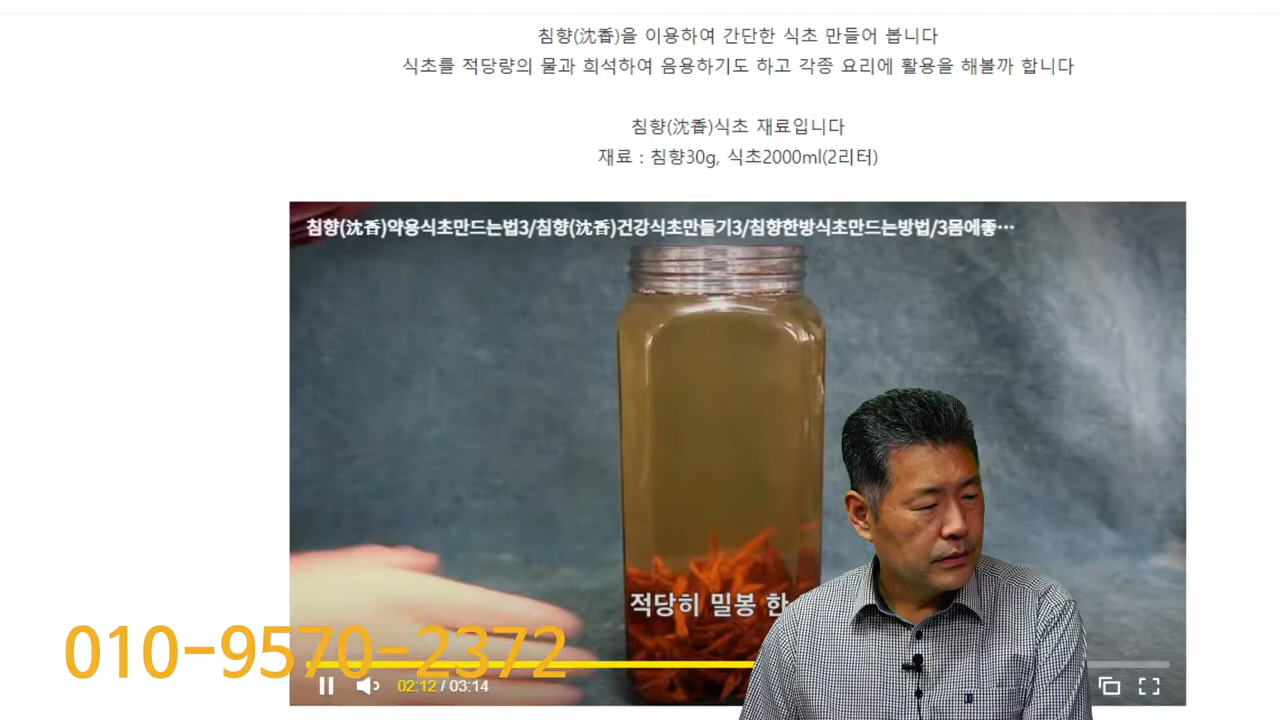 침향(沈香)을 이용하여 간단한 식초 만들어 봅니다
식초를 적당량의 물과 희석하여 음용하기도 하고 각종 요리에 활용을 해볼까 합니다
침향(沈香)식초 재료입니다
재료 : 침향30g, 식초2000ml(2리터)
침향(沈香)약용식초만드는법3/침향(沈香)건강식초만들기3/침향한방식초만드는방법/3몸에좋···
적당히 밀봉 한
010-9570-2372
02:12 / 03:14